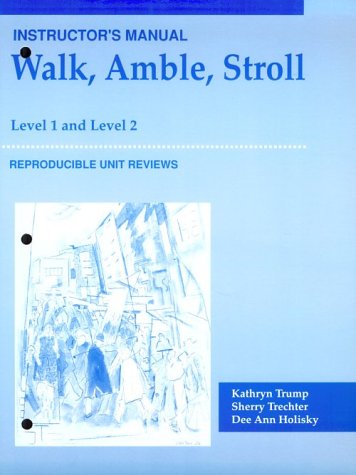 INSTRUCTOR'S MANUAL
Walk, Amble, Stroll
Level 1 and Level 2
REPRODUCIBLE UNIT REVIEWS
Kathryn Trump
Sherry Trechter
Dee Ann Holisky